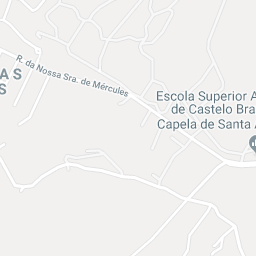 R. da Nossa Sra. de Mércules
A S
S
Escola Superior A
de Castelo Bra
Capela de Santa A